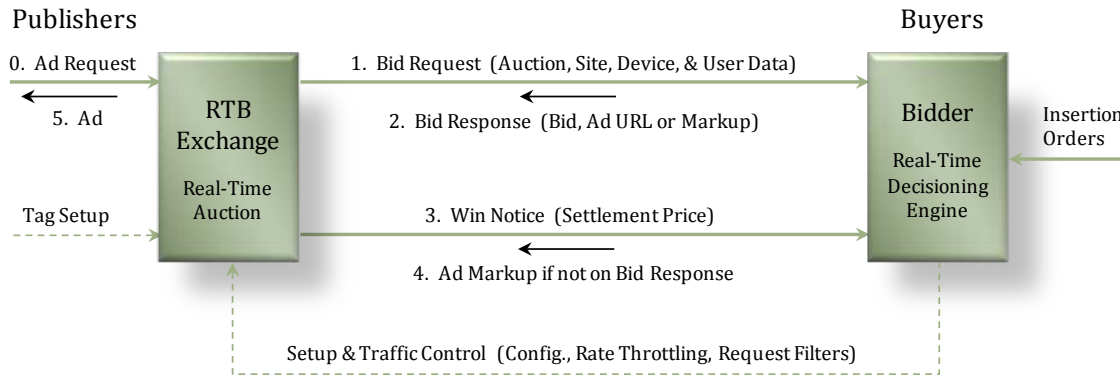 Publishers
Buyers
0. Ad Request
5. Ad
RTB
Exchange
Real-Time
Auction
Tag Setup
1. Bid Request (Auction, Site, Device, & User Data)
2. Bid Response (Bid, Ad URL or Markup)
3. Win Notice (Settlement Price)
4. Ad Markup if not on Bid Response
Bidder
Real-Time
Decisioning
Engine
Insertion
Orders
Setup & Traffic Control (Config., Rate Throttling, Request Filters)